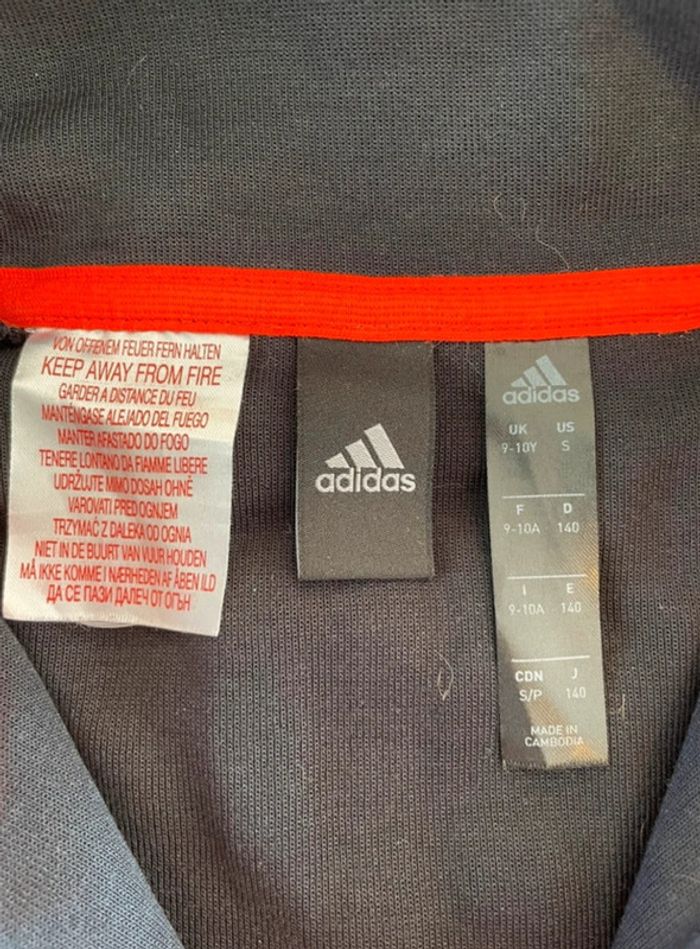 VON OFFENEM FEUER FERN HALTEN
KEEP AWAY FROM FIRE
GARDER A DISTANCE DU FEU
MANTÉNGASE ALEJADO DEL FUEGO
MANTER AFASTADO DO FOGO
TENERE LONTANO DA FIAMME LIBERE
UDRŽUJTE MIMO DOSAH OHNĚ
VAROVATI PRED OGNJEM
TRZYMAĆ Z DALEKA OD OGNIA
NIET IN DE BUURT VAN VUUR HOUDEN
MÅ IKKE KOMME I NÆRHEDEN AF ÅBEN ILD
ДА СЕ ПАЗИ ДАЛЕЧ ОТ ОГЪН
adidas
adidas
UK US
9-10Y S
F D
9-10A 140
I E
9-10A 140
CDN J
S/P 140
MADE IN
CAMBODIA